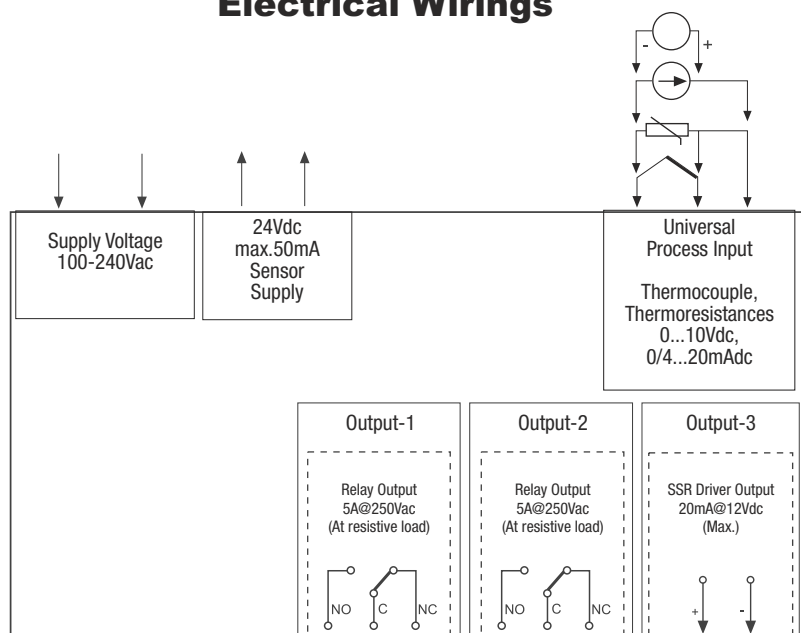 Electrical Wirings
- +
Supply Voltage
100-240Vac
24Vdc
max.50mA
Sensor
Supply
Universal
Process Input
Thermocouple,
Thermoresistances
0...10Vdc,
0/4...20mAdc
Output-1
Relay Output
5A@250Vac
(At resistive load)
NO C NC
Output-2
Relay Output
5A@250Vac
(At resistive load)
NO C NC
Output-3
SSR Driver Output
20mA@12Vdc
(Max.)
+ -